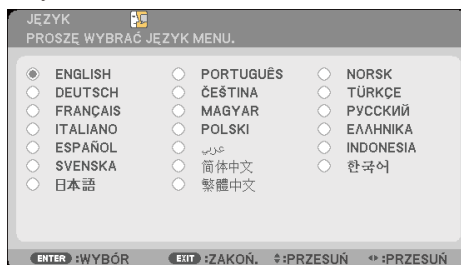 JĘZYK
PROSZĘ WYBRAĆ JĘZYK MENU.
ENGLISH PORTUGUÊS NORSK
DEUTSCH ČEŠTINA TÜRKÇE
FRANÇAIS MAGYAR РУССКИЙ
ITALIANO POLSKI ΕΛΛΗΝΙΚΑ
ESPAÑOL عربي INDONESIA
SVENSKA 简体中文 한국어
日本語 繁體中文
ENTER :WYBÓR EXIT :ZAKOŃ. :PRZESUŃ :PRZESUŃ